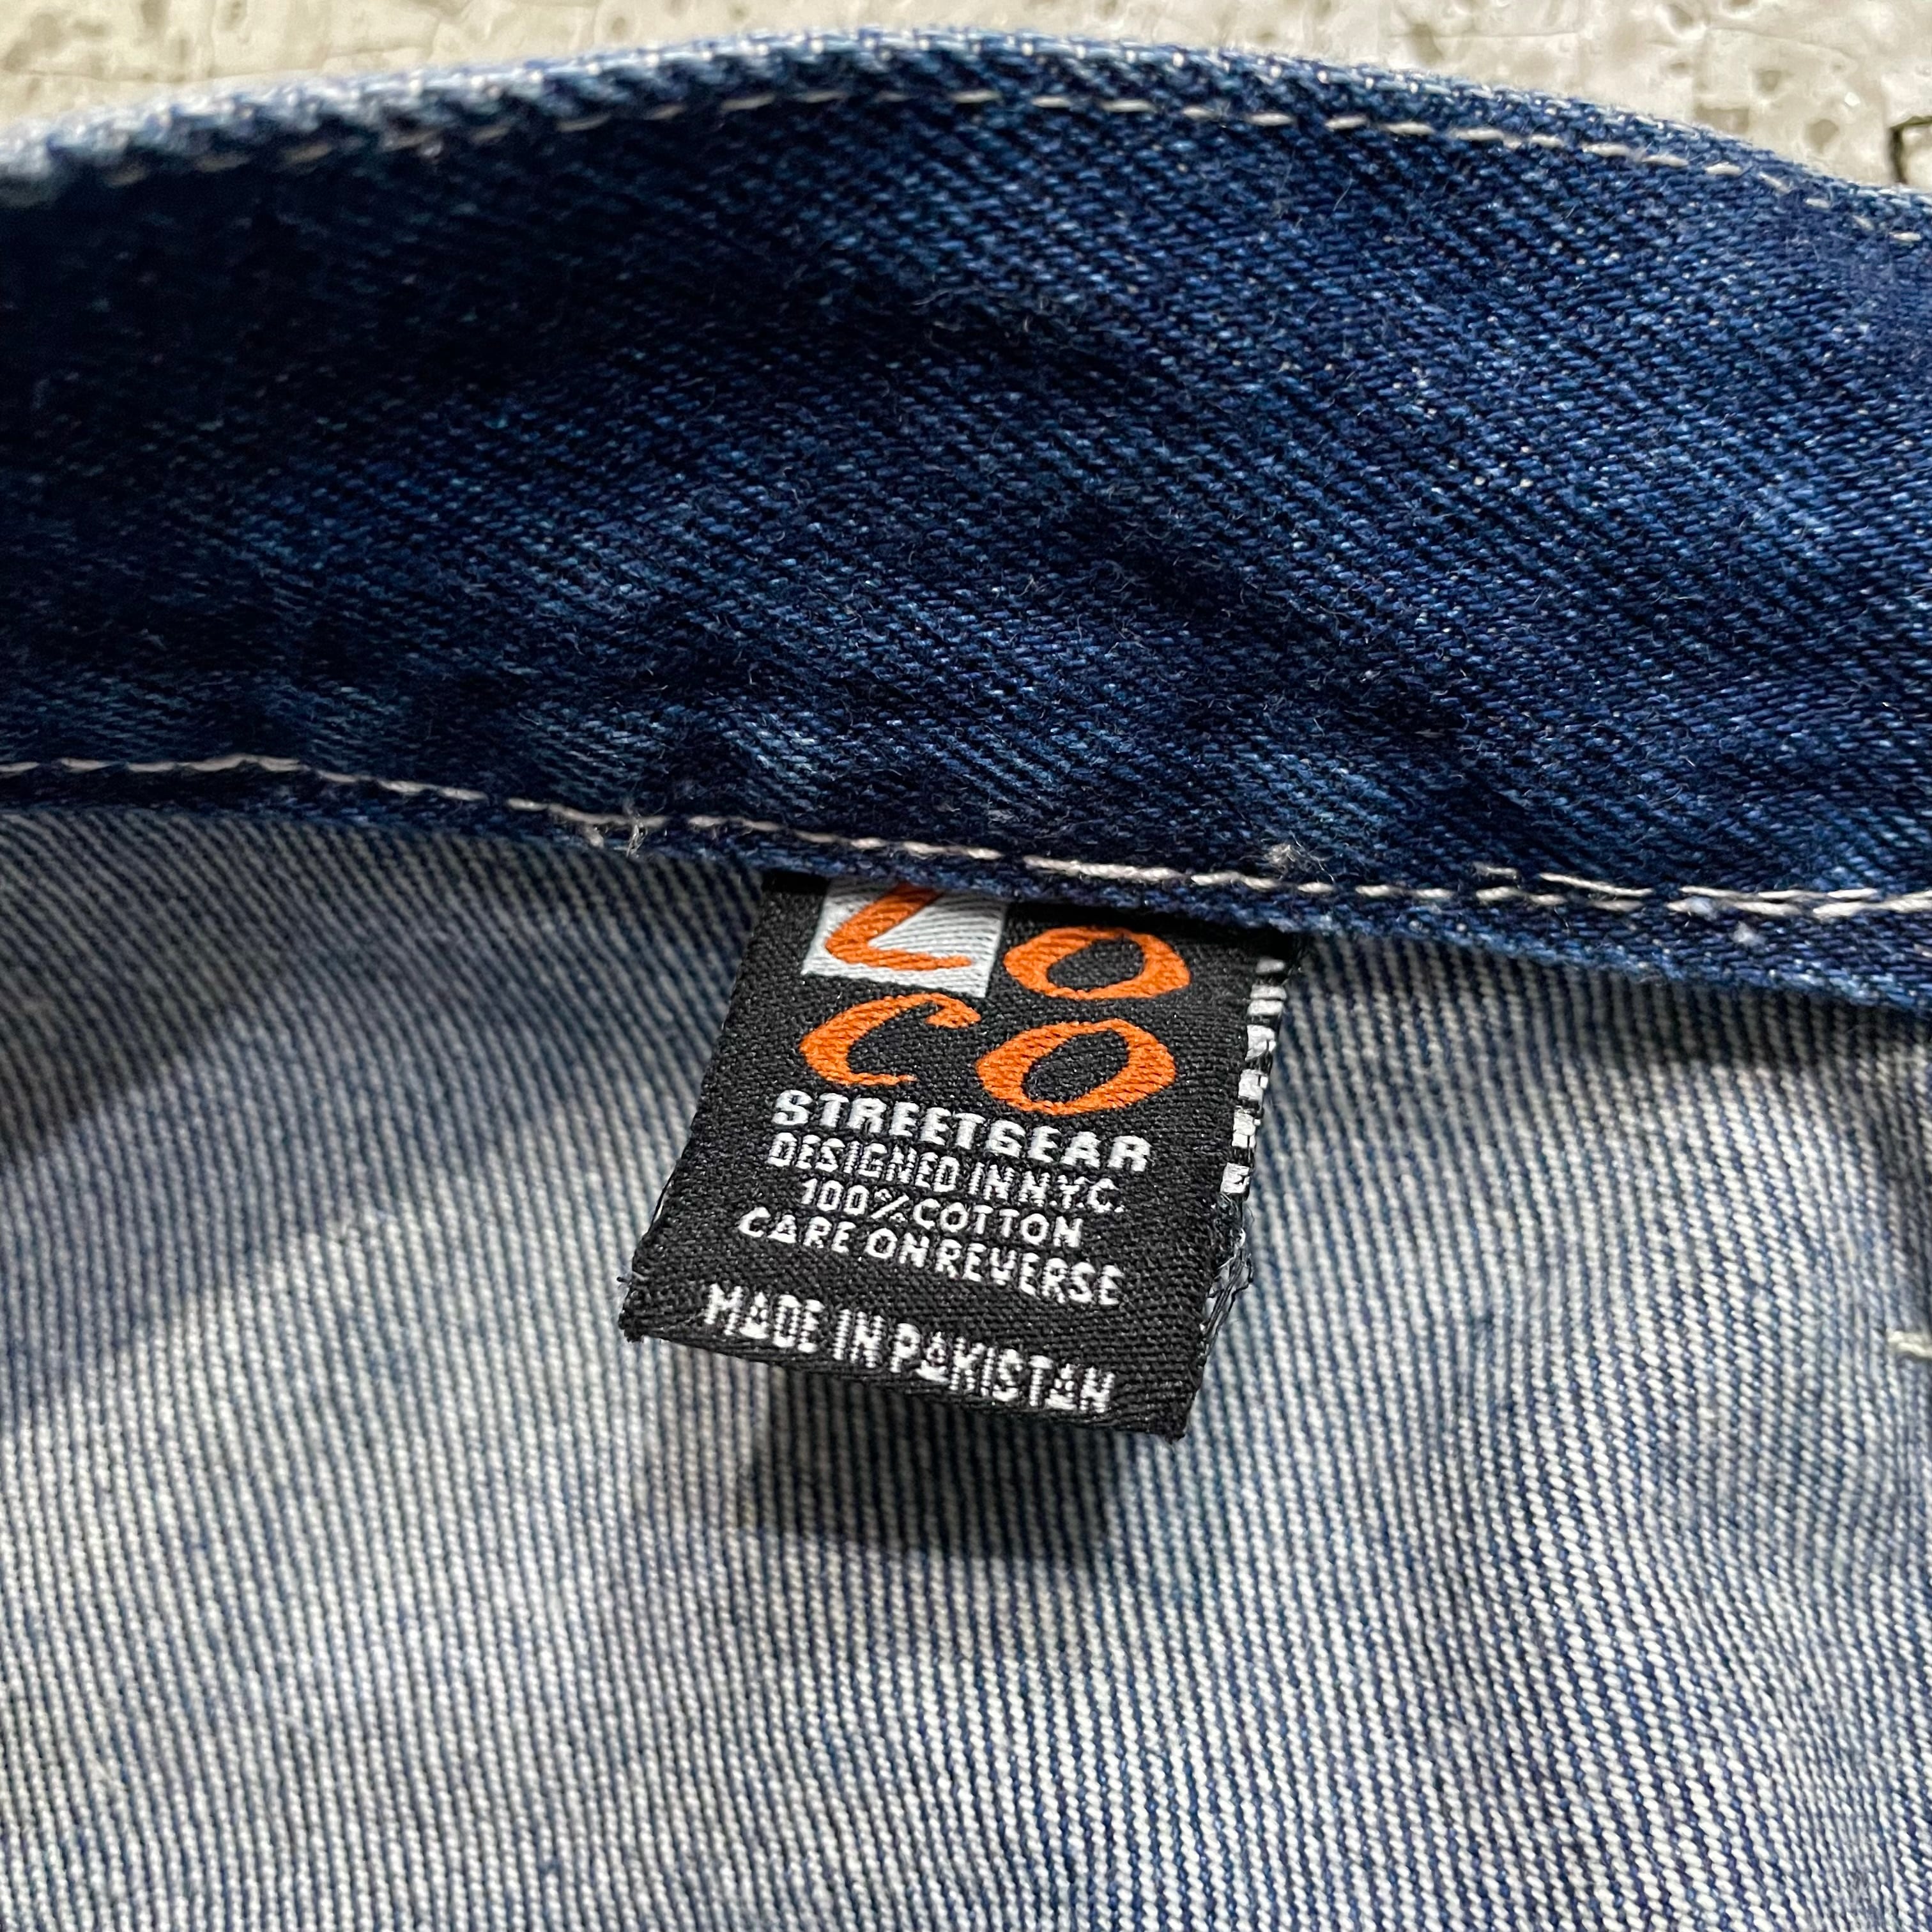 LO
CO
STREETGEAR
DESIGNED IN N.Y.C.
100% COTTON
CARE ON REVERSE
MADE IN PAKISTAN